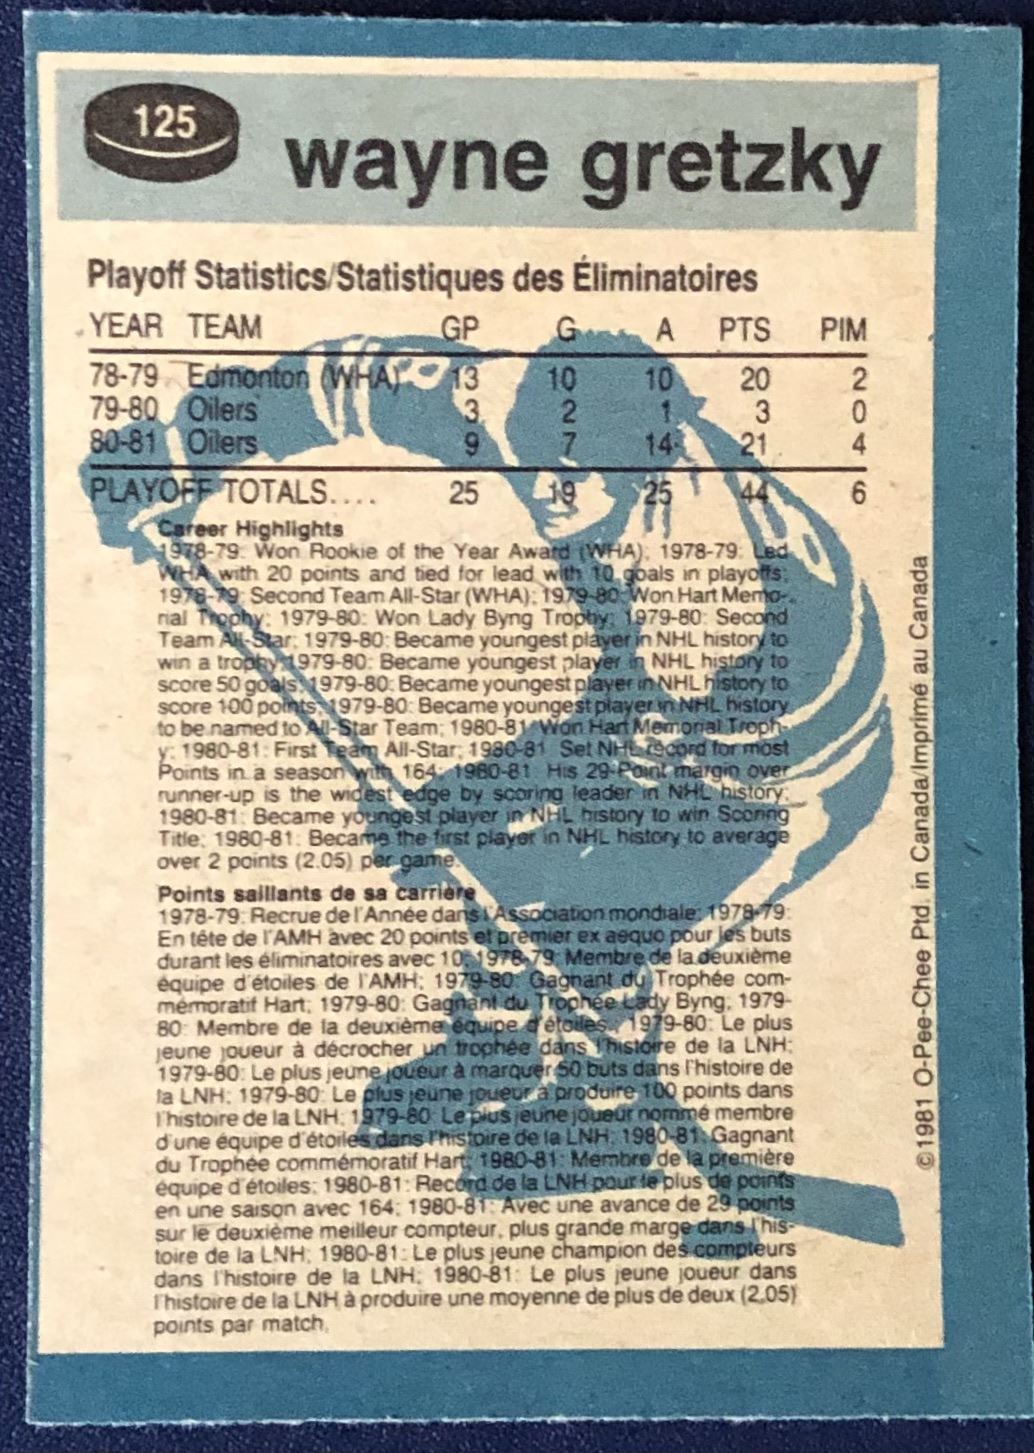 125
wayne gretzky
Playoff Statistics/Statistiques des Éliminatoires
YEAR TEAM GP G A PTS PIM
78-79 Edmonton (WHA) 13 10 10 20 2
79-80 Oilers 3 2 1 3 0
80-81 Oilers 9 7 14 21 4
PLAYOFF TOTALS.... 25 19 25 44 6
Career Highlights
1978-79: Won Rookie of the Year Award (WHA); 1978-79: Led
WHA with 20 points and tied for lead with 10 goals in playoffs;
1978-79: Second Team All-Star (WHA); 1979-80: Won Hart Memo-
rial Trophy; 1979-80: Won Lady Byng Trophy; 1979-80: Second
Team All-Star; 1979-80: Became youngest player in NHL history to
win a trophy; 1979-80: Became youngest player in NHL history to
score 50 goals; 1979-80: Became youngest player in NHL history to
score 100 points; 1979-80: Became youngest player in NHL history
to be named to All-Star Team; 1980-81: Won Hart Memorial Troph-
y; 1980-81: First Team All-Star; 1980-81: Set NHL record for most
Points in a season with 164; 1980-81: His 29-Point margin over
runner-up is the widest edge by scoring leader in NHL history;
1980-81: Became youngest player in NHL history to win Scoring
Title; 1980-81: Became the first player in NHL history to average
over 2 points (2.05) per game.
Points saillants de sa carrière
1978-79: Recrue de l'Année dans l'Association mondiale; 1978-79:
En tête de l'AMH avec 20 points et premier ex aequo pour les buts
durant les éliminatoires avec 10; 1978-79: Membre de la deuxième
équipe d'étoiles de l'AMH; 1979-80: Gagnant du Trophée com-
mémoratif Hart; 1979-80: Gagnant du Trophée Lady Byng; 1979-
80: Membre de la deuxième équipe d'étoiles.; 1979-80: Le plus
jeune joueur à décrocher un trophée dans l'histoire de la LNH;
1979-80: Le plus jeune joueur à marquer 50 buts dans l'histoire de
la LNH; 1979-80: Le plus jeune joueur à produire 100 points dans
l'histoire de la LNH; 1979-80: Le plus jeune joueur nommé membre
d'une équipe d'étoiles dans l'histoire de la LNH; 1980-81: Gagnant
du Trophée commémoratif Hart; 1980-81: Membre de la première
équipe d'étoiles; 1980-81: Record de la LNH pour le plus de points
en une saison avec 164; 1980-81: Avec une avance de 29 points
sur le deuxième meilleur compteur, plus grande marge dans l'his-
toire de la LNH; 1980-81: Le plus jeune champion des compteurs
dans l'histoire de la LNH; 1980-81: Le plus jeune joueur dans
l'histoire de la LNH à produire une moyenne de plus de deux (2.05)
points par match.
©1981 O-Pee-Chee Ptd. in Canada/Imprimé au Canada